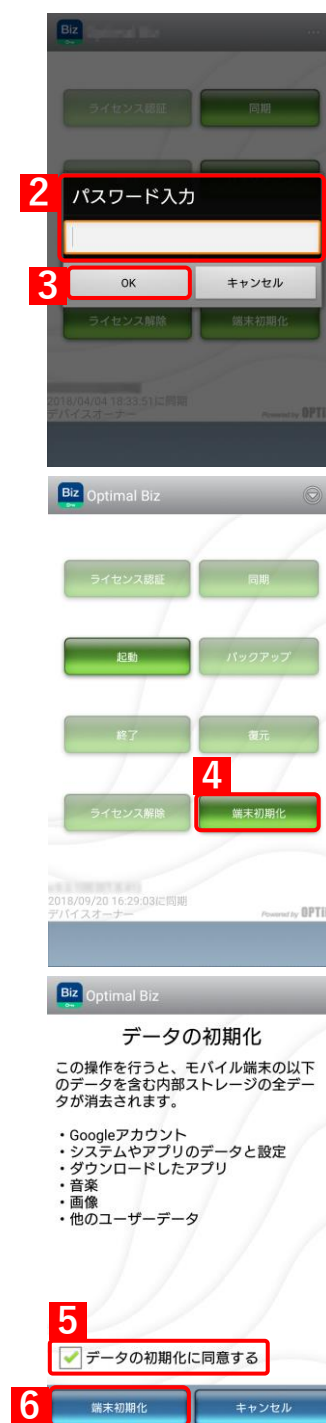 Biz
ライセンス認証
同期
2
パスワード入力
3
OK
キャンセル
ライセンス解除
端末初期化
2018/04/04 18:33:51に同期
デバイスオーナー
Powered by OPTI
Biz
Optimal Biz
ライセンス認証
同期
起動
バックアップ
終了
復元
4
ライセンス解除
端末初期化
2018/09/20 16:29:03に同期
デバイスオーナー
Powered by OPTI
Biz
Optimal Biz
データの初期化
この操作を行うと、モバイル端末の以下
のデータを含む内部ストレージの全デー
タが消去されます。
・Googleアカウント
・システムやアプリのデータと設定
・ダウンロードしたアプリ
・音楽
・画像
・他のユーザーデータ
5
データの初期化に同意する
6
端末初期化
キャンセル